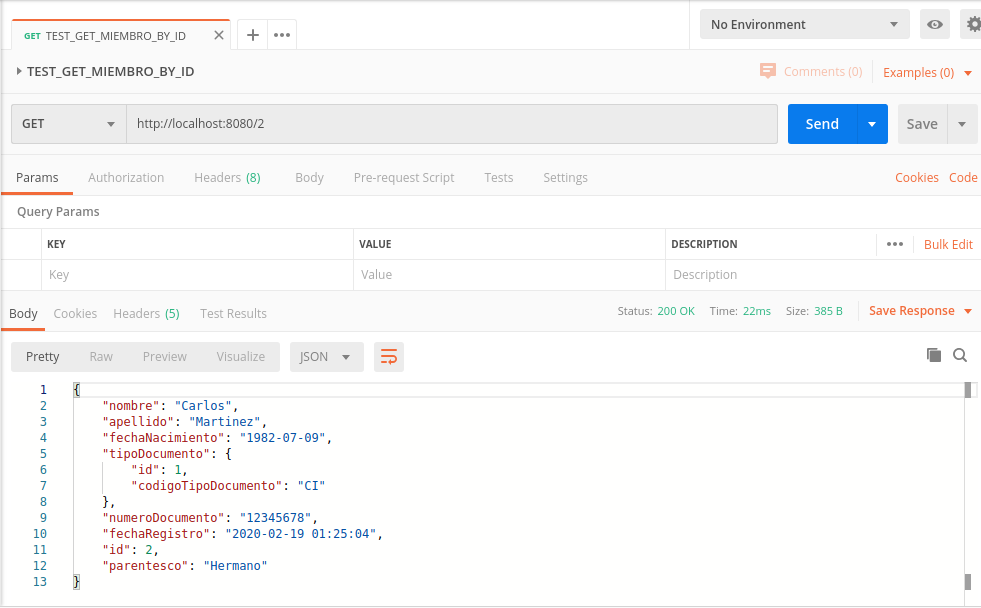 GET TEST_GET_MIEMBRO_BY_ID
No Environment
TEST_GET_MIEMBRO_BY_ID
Comments (0)
Examples (0)
GET
http://localhost:8080/2
Send
Save
Params Authorization Headers (8) Body Pre-request Script Tests Settings Cookies Code
Query Params
KEY VALUE DESCRIPTION Bulk Edit
Key Value Description
Body Cookies Headers (5) Test Results Status: 200 OK Time: 22ms Size: 385 B Save Response
Pretty Raw Preview Visualize JSON
1 {
2 "nombre": "Carlos",
3 "apellido": "Martinez",
4 "fechaNacimiento": "1982-07-09",
5 "tipoDocumento": {
6 "id": 1,
7 "codigoTipoDocumento": "CI"
8 },
9 "numeroDocumento": "12345678",
10 "fechaRegistro": "2020-02-19 01:25:04",
11 "id": 2,
12 "parentesco": "Hermano"
13 }